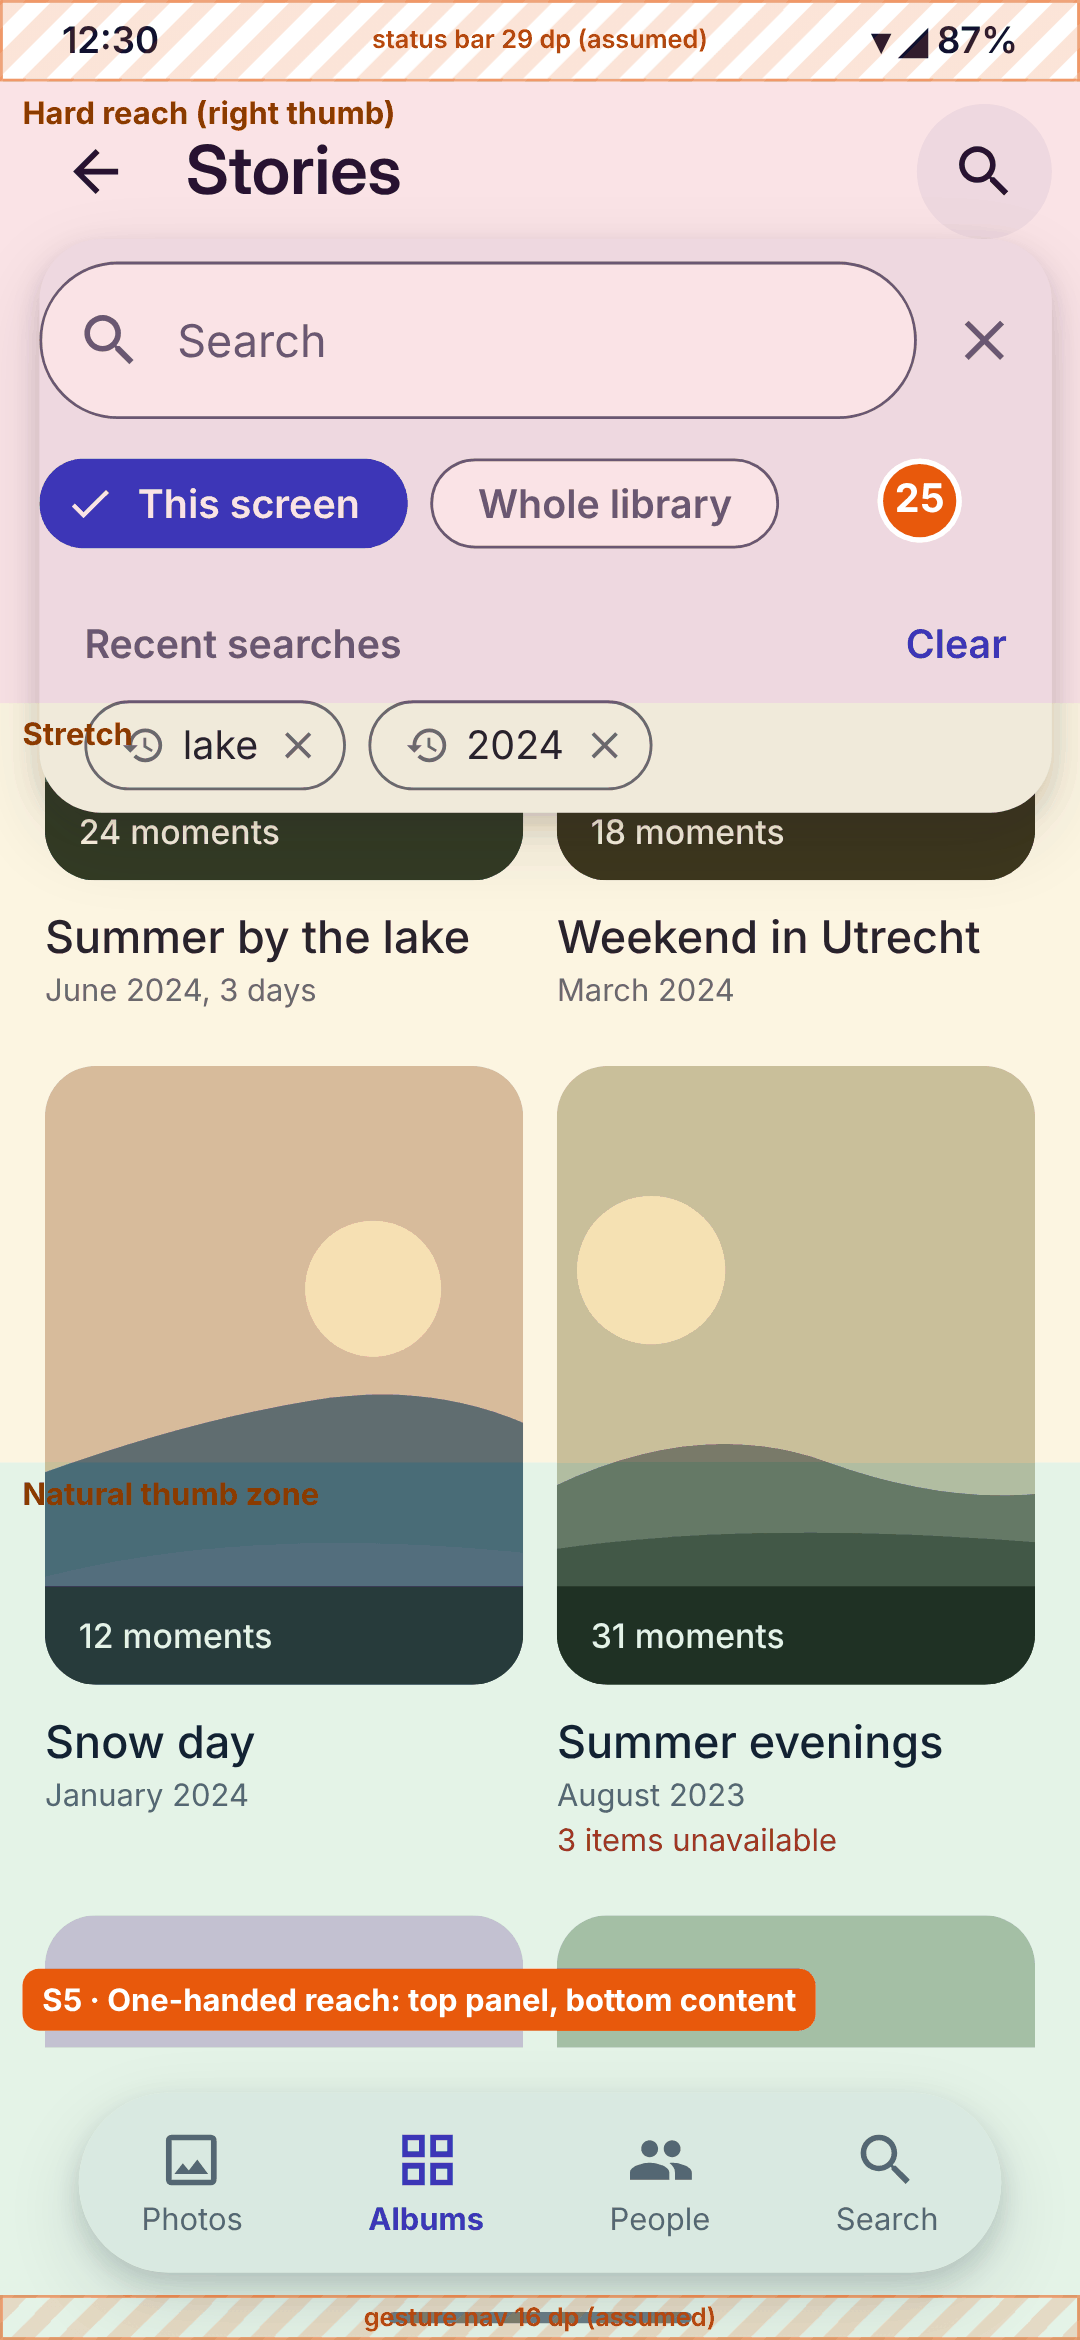 12:30
status bar 29 dp (assumed)
87%
Hard reach (right thumb)
Stories
Search
This screen
Whole library
25
Recent searches
Clear
Stretch
lake
2024
24 moments
18 moments
Summer by the lake
Weekend in Utrecht
June 2024, 3 days
March 2024
Natural thumb zone
12 moments
31 moments
Snow day
Summer evenings
January 2024
August 2023
3 items unavailable
S5 · One-handed reach: top panel, bottom content
Photos
Albums
People
Search
gesture nav 16 dp (assumed)